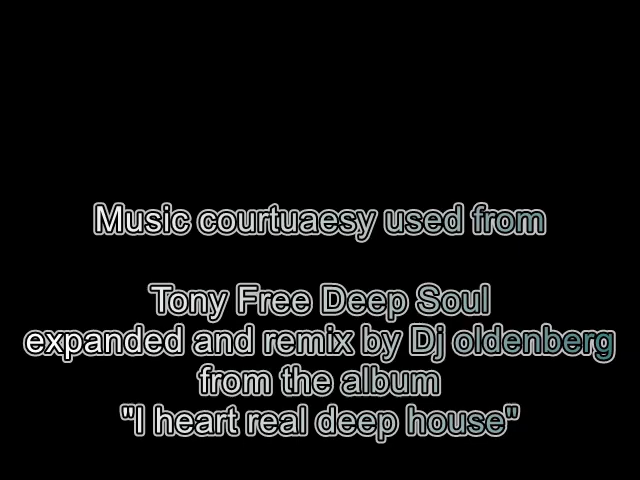 Music courtuaesy used from
Tony Free Deep Soul
expanded and remix by Dj oldenberg
from the album
"I heart real deep house"